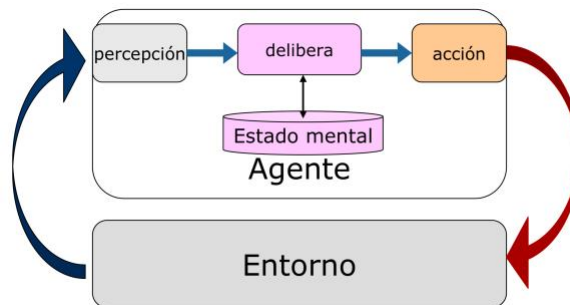 percepción
delibera
acción
Estado mental
Agente
Entorno